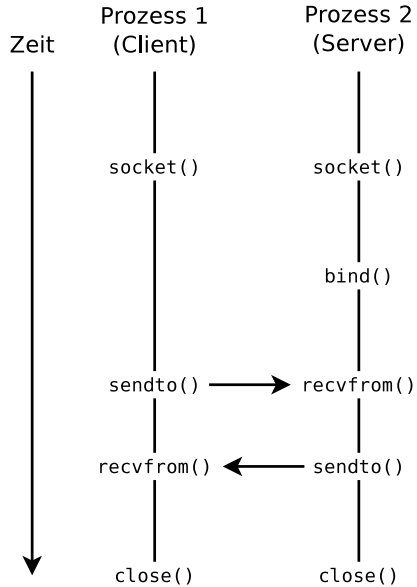 Zeit
Prozess 1
(Client)
Prozess 2
(Server)
socket()
socket()
bind()
sendto()
recvfrom()
recvfrom()
sendto()
close()
close()